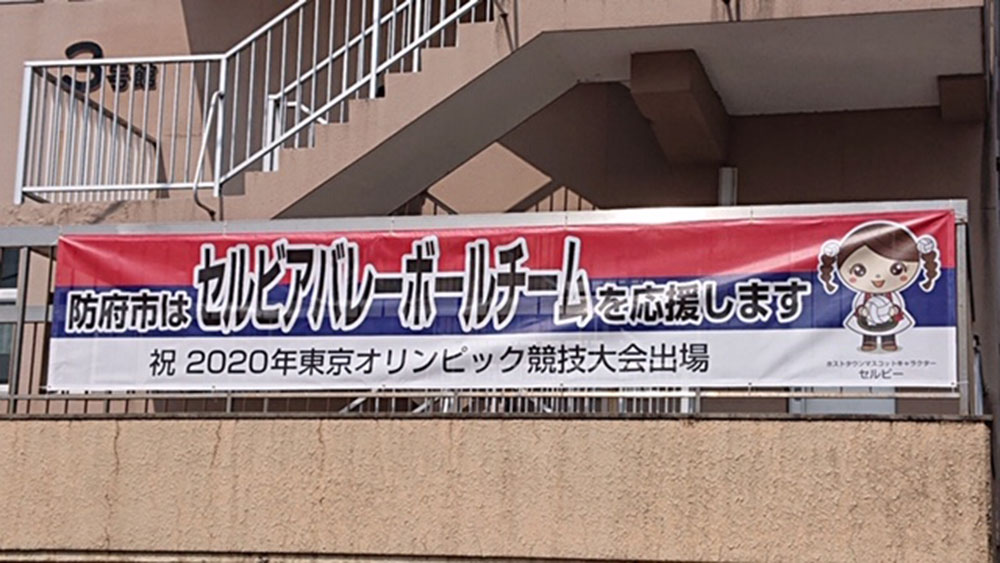 3号館
防府市は セルビアバレーボールチーム を応援します
祝 2020年東京オリンピック競技大会出場
ホストタウンマスコットキャラクター
セルビー